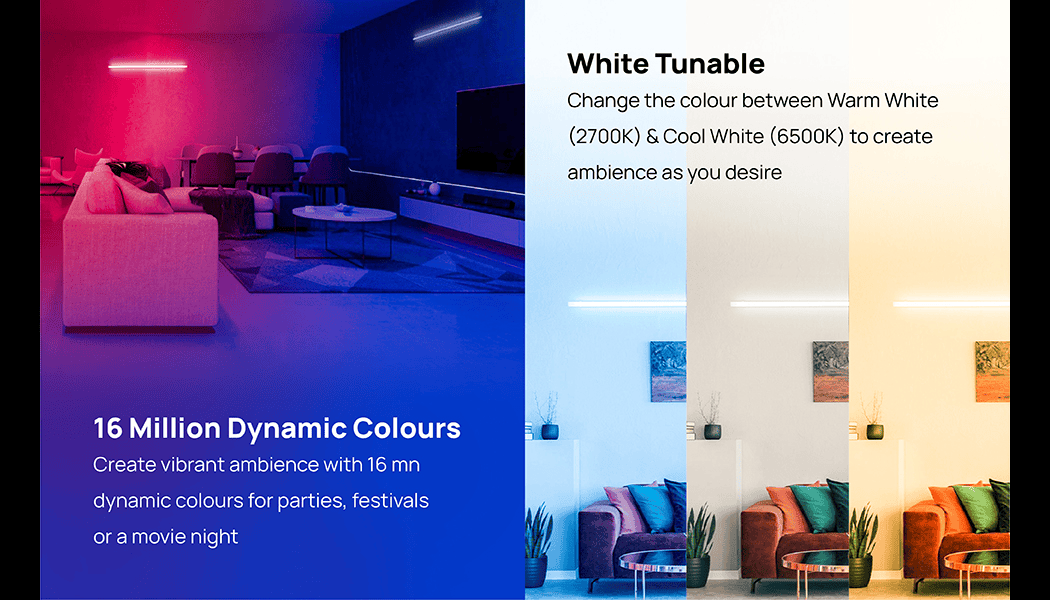 16 Million Dynamic Colours
Create vibrant ambience with 16 mn
dynamic colours for parties, festivals
or a movie night
White Tunable
Change the colour between Warm White
(2700K) & Cool White (6500K) to create
ambience as you desire